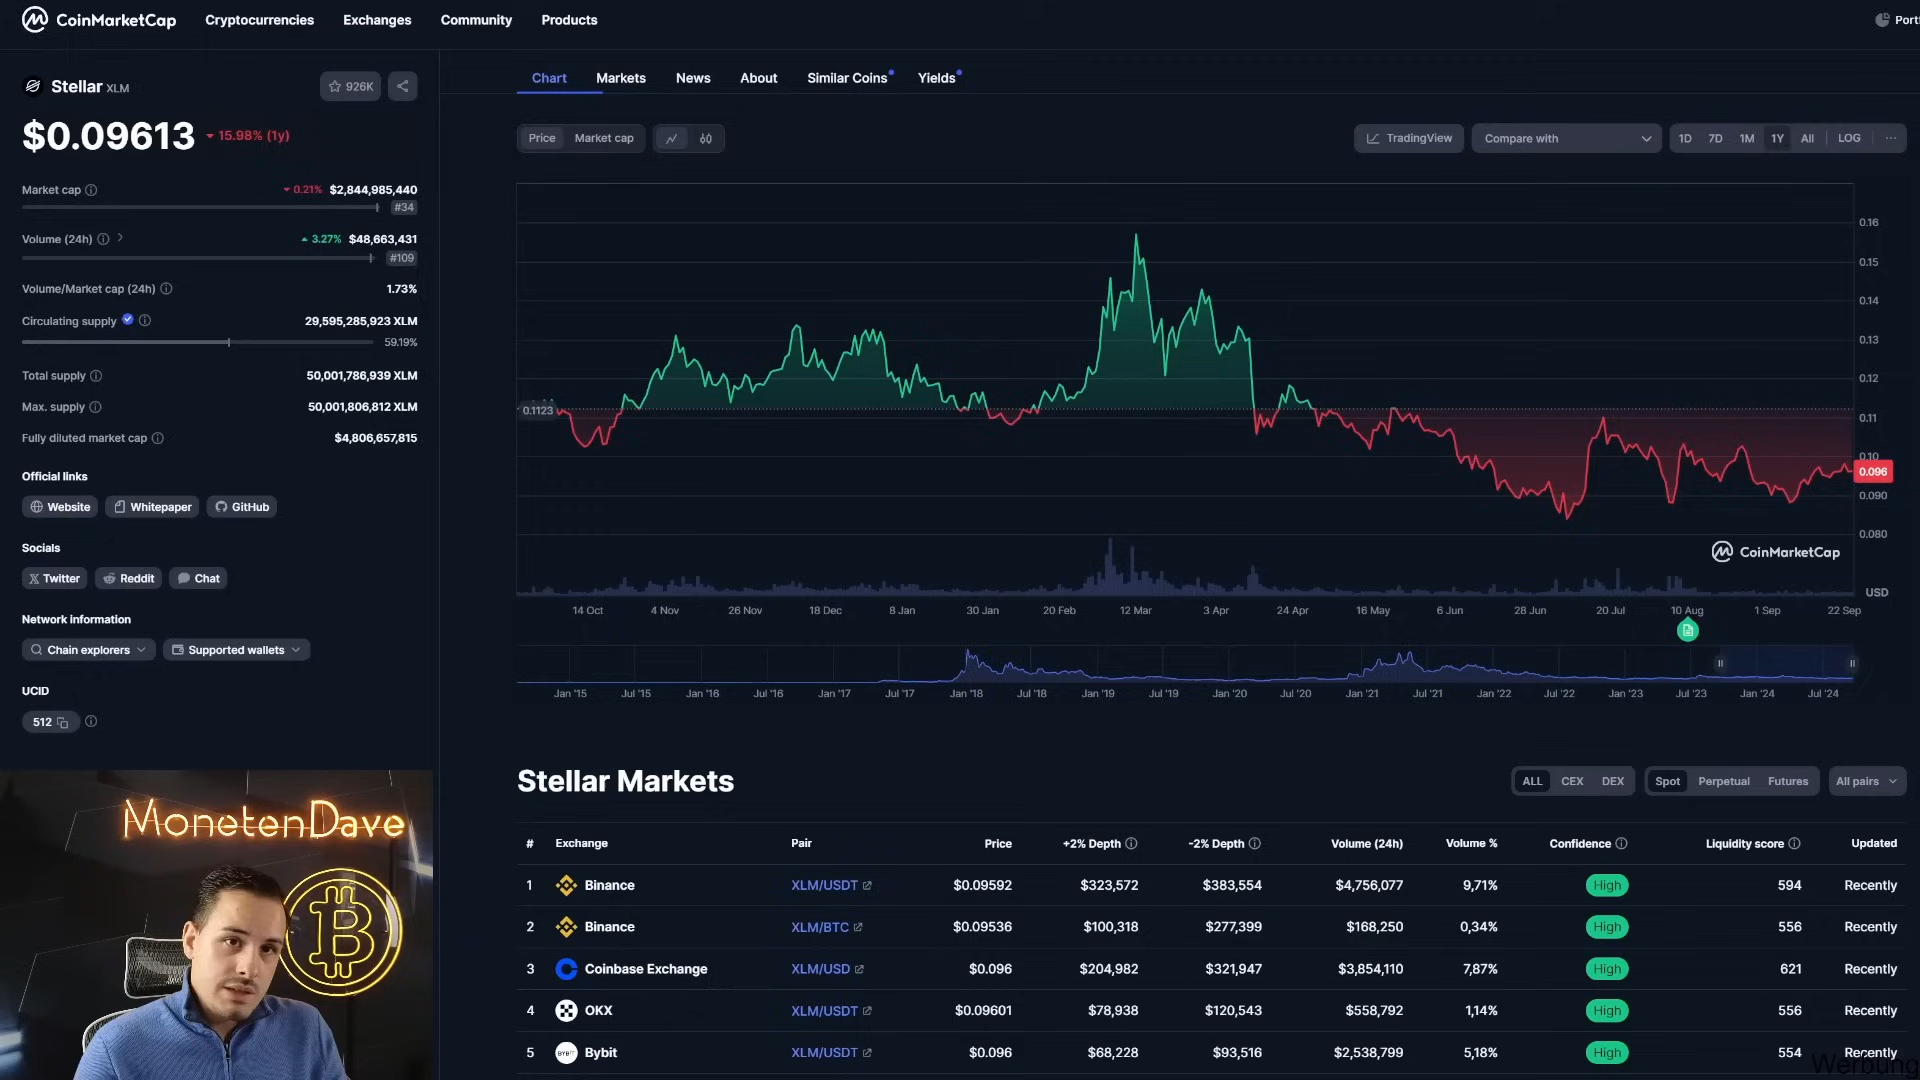 CoinMarketCap Cryptocurrencies Exchanges Community Products
Stellar XLM 926K
$0.09613 15.98% (1y)
Market cap 0.21% $2,844,985,440
#34
Volume (24h) 3.27% $48,663,431
#109
Volume/Market cap (24h) 1.73%
Circulating supply 29,595,285,923 XLM
59.19%
Total supply 50,001,786,939 XLM
Max. supply 50,001,806,812 XLM
Fully diluted market cap $4,806,657,815
Official links
Website Whitepaper GitHub
Socials
Twitter Reddit Chat
Network information
Chain explorers Supported wallets
UCID
512
MonetenDave
Chart Markets News About Similar Coins Yields
Price Market cap TradingView Compare with 1D 7D 1M 1Y All LOG
0.16
0.15
0.14
0.13
0.12
0.1123 0.11
0.10
0.096
0.090
0.080
CoinMarketCap
USD
14 Oct 4 Nov 26 Nov 18 Dec 8 Jan 30 Jan 20 Feb 12 Mar 3 Apr 24 Apr 16 May 6 Jun 28 Jun 20 Jul 10 Aug 1 Sep 22 Sep
Jan '15 Jul '15 Jan '16 Jul '16 Jan '17 Jul '17 Jan '18 Jul '18 Jan '19 Jul '19 Jan '20 Jul '20 Jan '21 Jul '21 Jan '22 Jul '22 Jan '23 Jul '23 Jan '24 Jul '24
Stellar Markets ALL CEX DEX Spot Perpetual Futures All pairs
# Exchange Pair Price +2% Depth -2% Depth Volume (24h) Volume % Confidence Liquidity score Updated
1 Binance XLM/USDT $0.09592 $323,572 $383,554 $4,756,077 9,71% High 594 Recently
2 Binance XLM/BTC $0.09536 $100,318 $277,399 $168,250 0,34% High 556 Recently
3 Coinbase Exchange XLM/USD $0.096 $204,982 $321,947 $3,854,110 7,87% High 621 Recently
4 OKX XLM/USDT $0.09601 $78,938 $120,543 $558,792 1,14% High 556 Recently
5 Bybit XLM/USDT $0.096 $68,228 $93,516 $2,538,799 5,18% High 554 Recently
Werbung